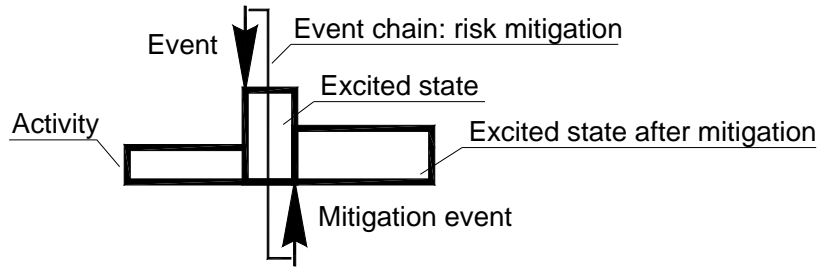 Event chain: risk mitigation
Event
Excited state
Activity
Excited state after mitigation
Mitigation event